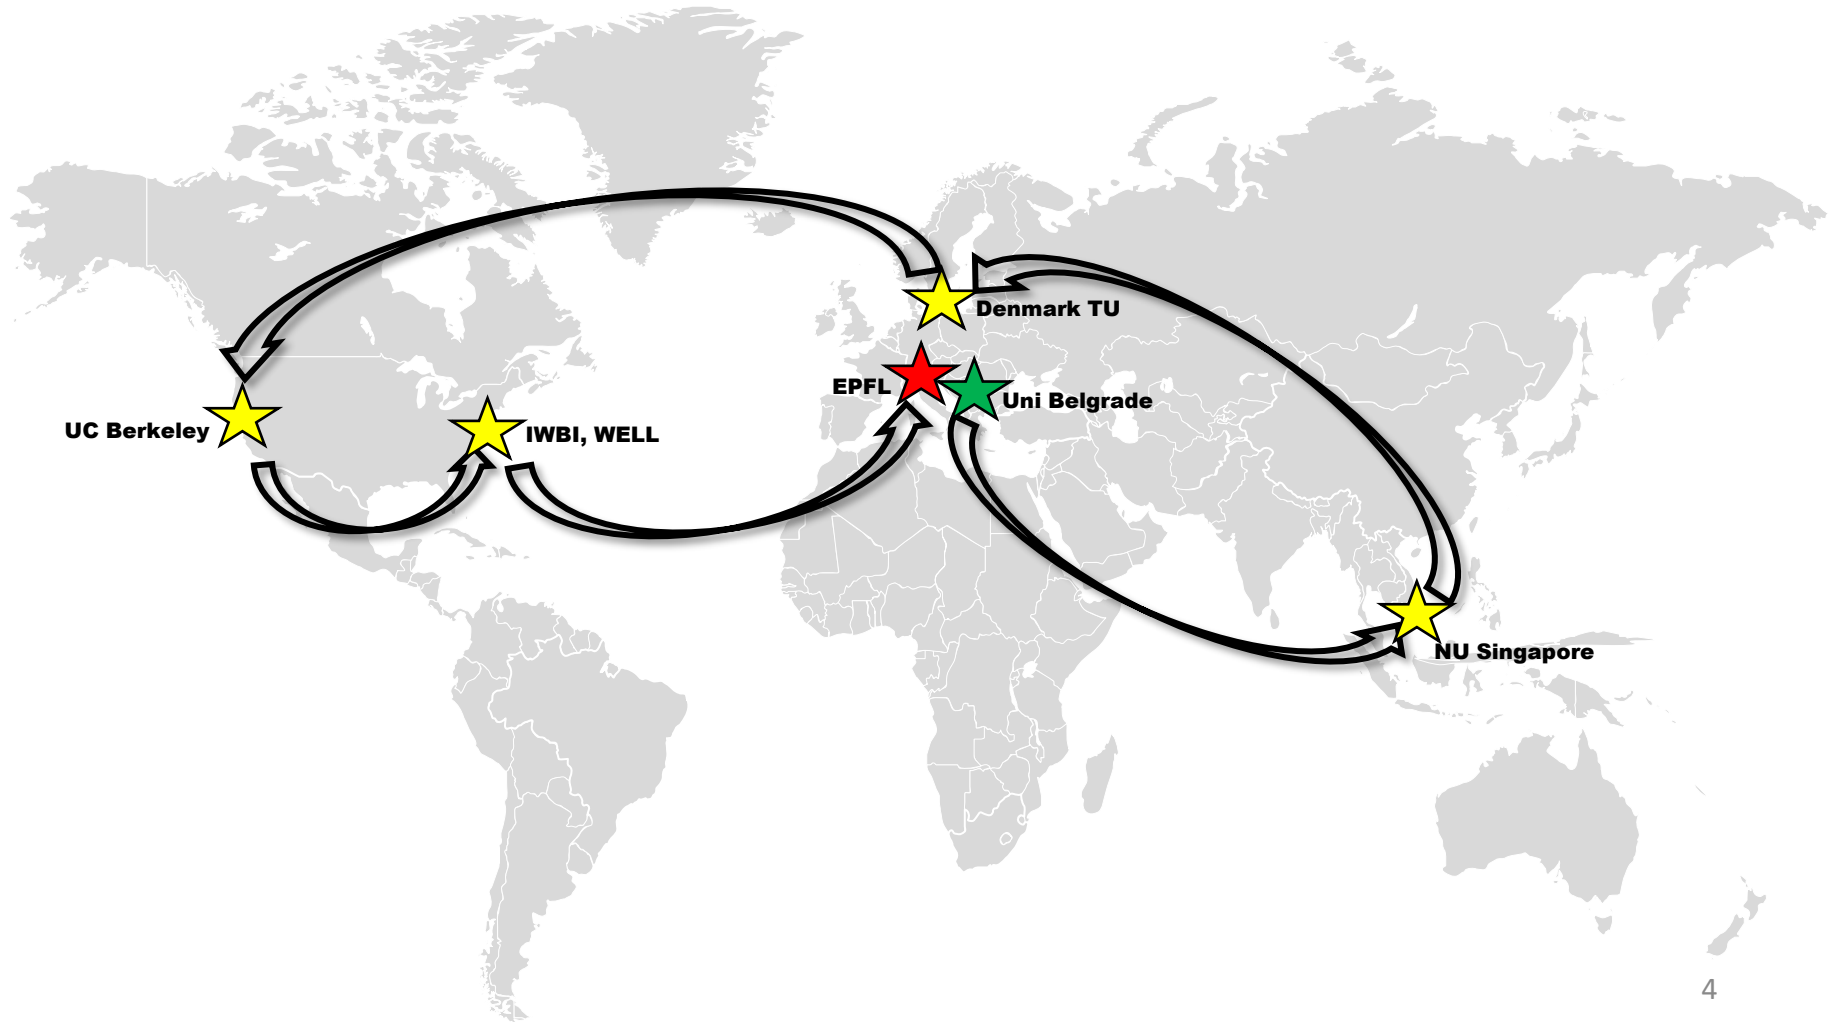 Denmark TU
EPFL
Uni Belgrade
UC Berkeley
IWBI, WELL
NU Singapore
4